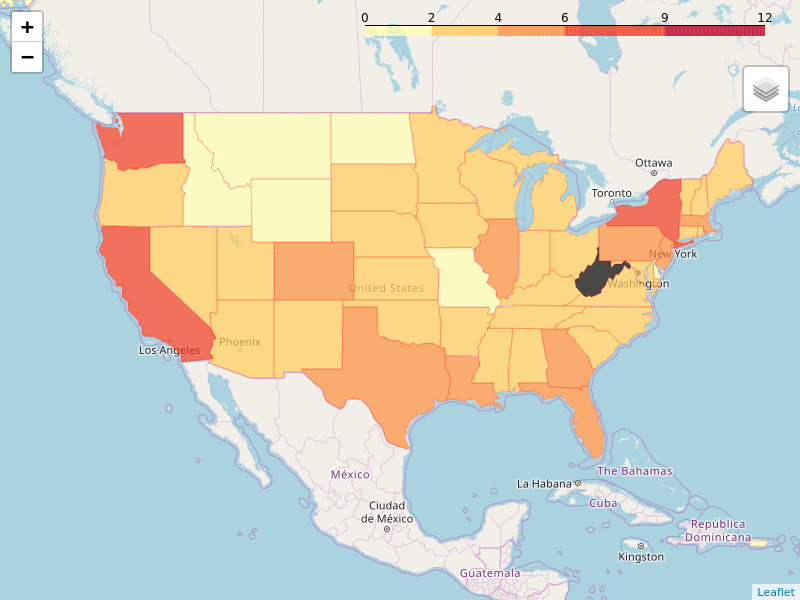 +
−
0 2 4 6 9 12
Ottawa
Toronto
New York
United States
Washington
Phoenix
Los Angeles
México
La Habana
The Bahamas
Cuba
Ciudad
de México
República
Dominicana
Kingston
Guatemala
Leaflet